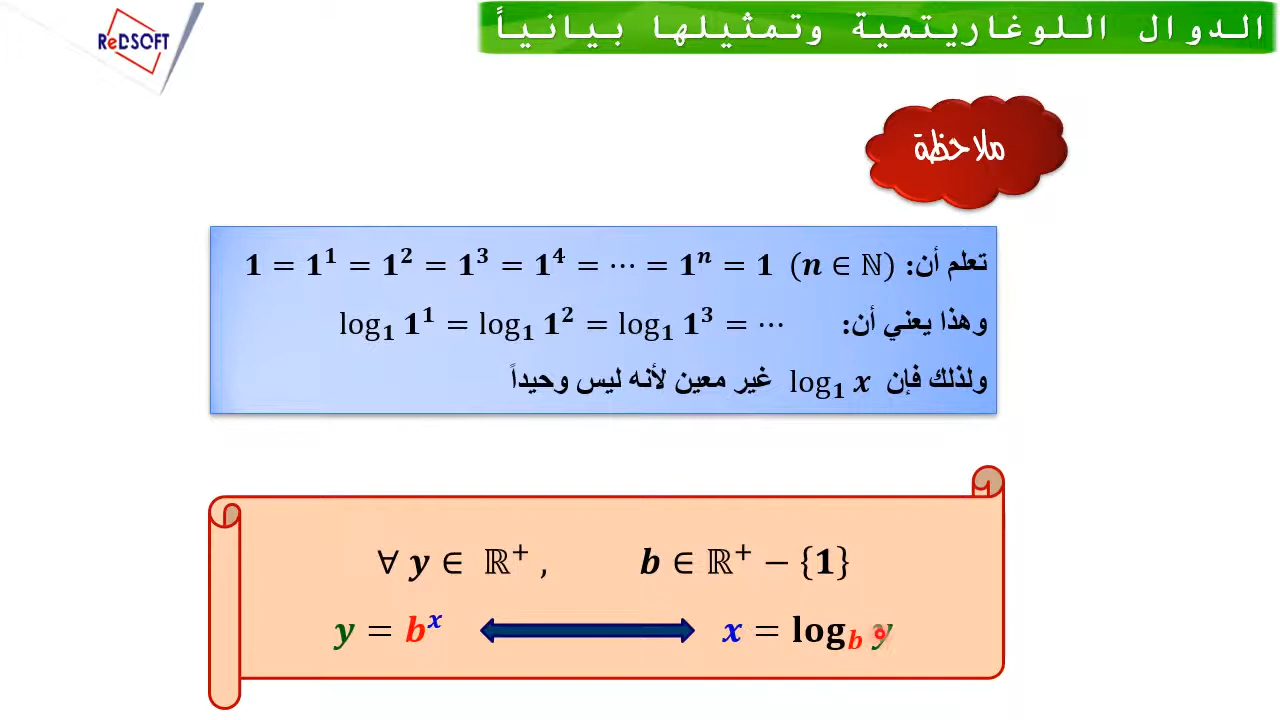 الدوال اللوغاريتمية وتمثيلها بيانياً
ReDSOFT
ملاحظة
تعلم أن: 1 = 1¹ = 1² = 1³ = 1⁴ = ⋯ = 1ⁿ = 1 (n ∈ ℕ)
وهذا يعني أن: log₁ 1¹ = log₁ 1² = log₁ 1³ = ⋯
ولذلك فإن log₁ x غير معين لأنه ليس وحيداً
∀ y ∈ ℝ⁺ , b ∈ ℝ⁺ − {1}
y = bˣ ⟷ x = log_b y